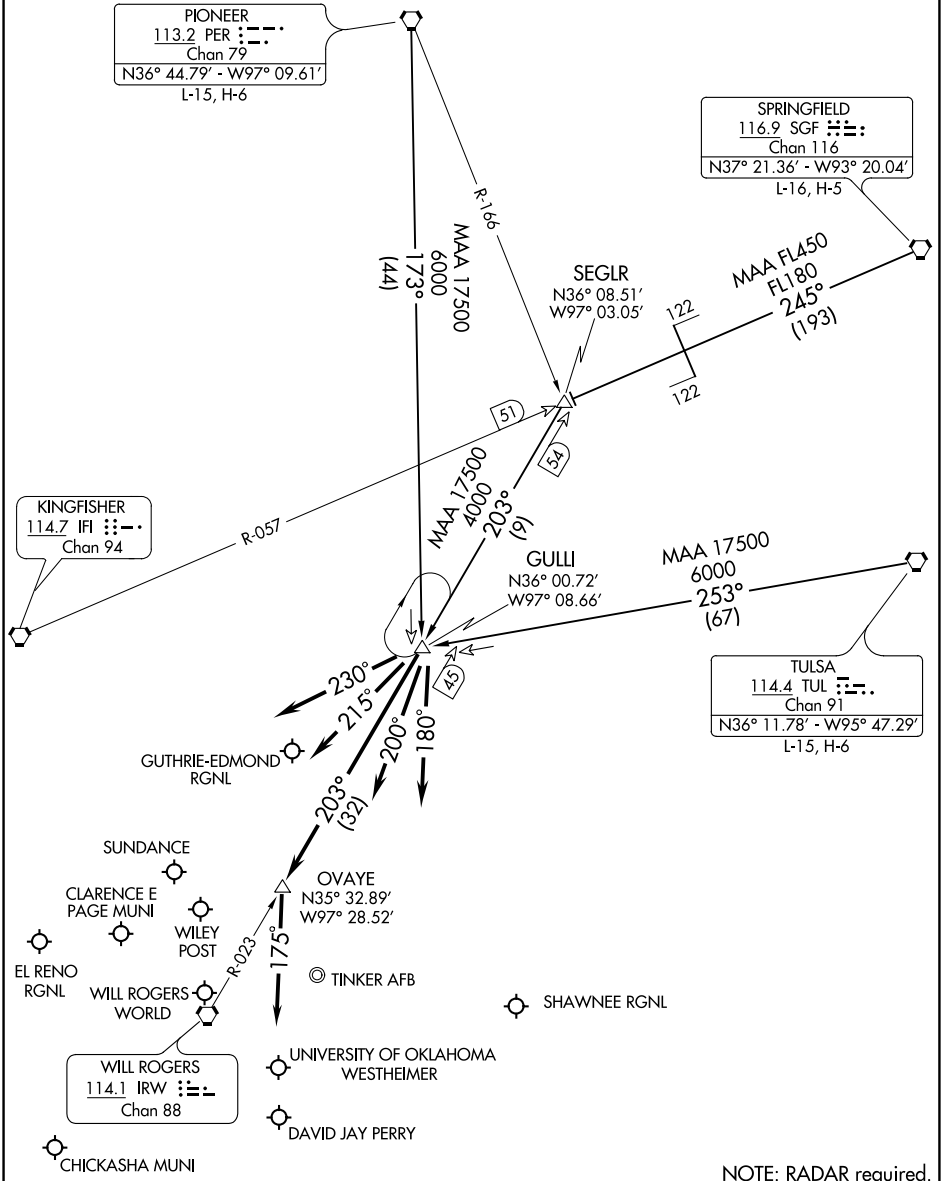 PIONEER
113.2 PER
Chan 79
N36° 44.79' - W97° 09.61'
L-15, H-6
SPRINGFIELD
116.9 SGF
Chan 116
N37° 21.36' - W93° 20.04'
L-16, H-5
R-166
MAA 17500
6000
173°
(44)
SEGLR
N36° 08.51'
W97° 03.05'
MAA FL450
FL180
245°
(193)
122
122
51
54
KINGFISHER
114.7 IFI
Chan 94
R-057
MAA 17500
4000
203°
(9)
GULLI
N36° 00.72'
W97° 08.66'
MAA 17500
6000
253°
(67)
TULSA
114.4 TUL
Chan 91
N36° 11.78' - W95° 47.29'
L-15, H-6
45
230°
215°
200°
180°
203°
(32)
GUTHRIE-EDMOND
RGNL
SUNDANCE
CLARENCE E
PAGE MUNI
WILEY
POST
EL RENO
RGNL
OVAYE
N35° 32.89'
W97° 28.52'
R-023
175°
TINKER AFB
WILL ROGERS
WORLD
SHAWNEE RGNL
WILL ROGERS
114.1 IRW
Chan 88
UNIVERSITY OF OKLAHOMA
WESTHEIMER
DAVID JAY PERRY
CHICKASHA MUNI
NOTE: RADAR required.